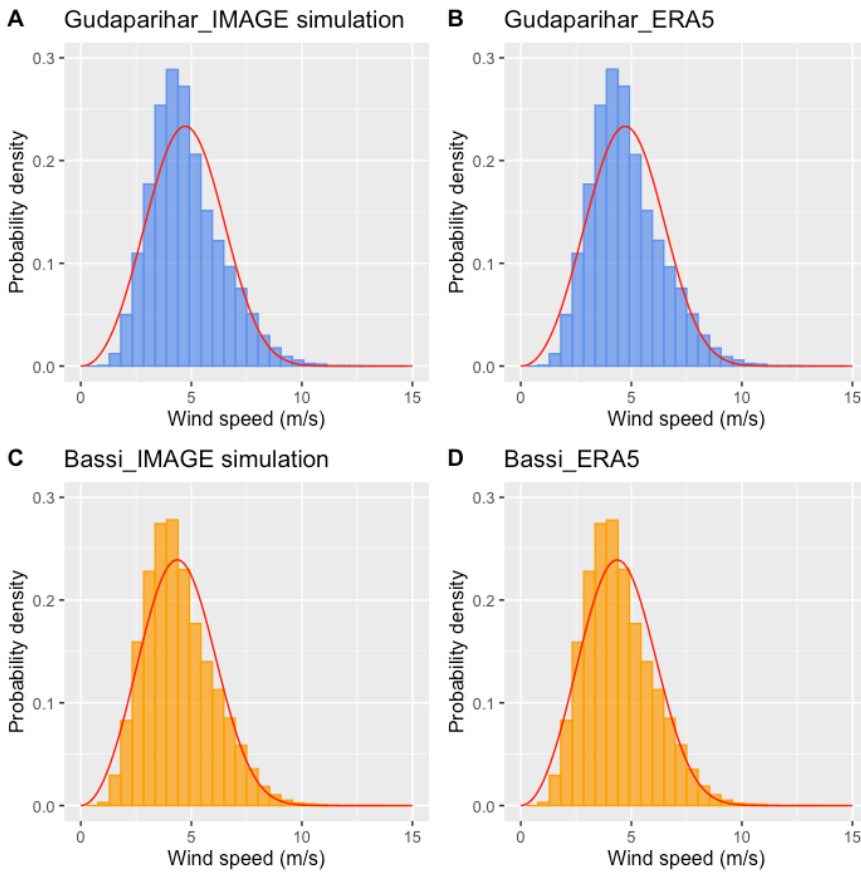 A Gudaparihar_IMAGE simulation
Probability density
0.3
0.2
0.1
0.0
0 5 10 15
Wind speed (m/s)
B Gudaparihar_ERA5
Probability density
0.3
0.2
0.1
0.0
0 5 10 15
Wind speed (m/s)
C Bassi_IMAGE simulation
Probability density
0.3
0.2
0.1
0.0
0 5 10 15
Wind speed (m/s)
D Bassi_ERA5
Probability density
0.3
0.2
0.1
0.0
0 5 10 15
Wind speed (m/s)